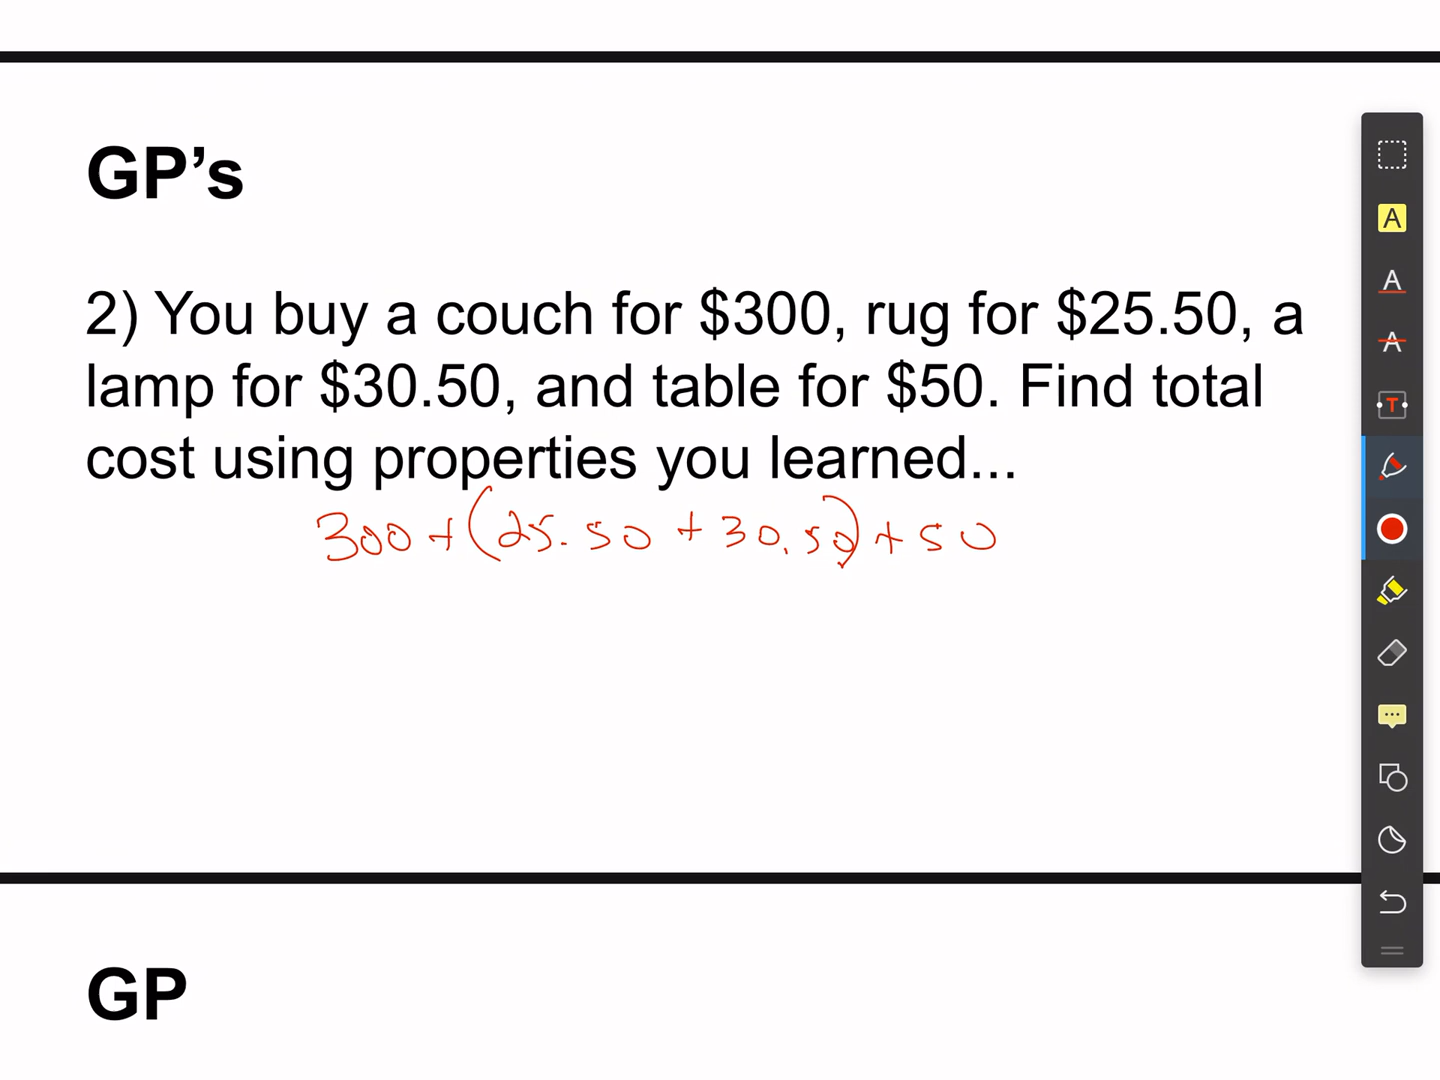 GP’s
2) You buy a couch for $300, rug for $25.50, a
lamp for $30.50, and table for $50. Find total
cost using properties you learned...
300 + (25.50 + 30.50) + 50
GP
A
A
A
T